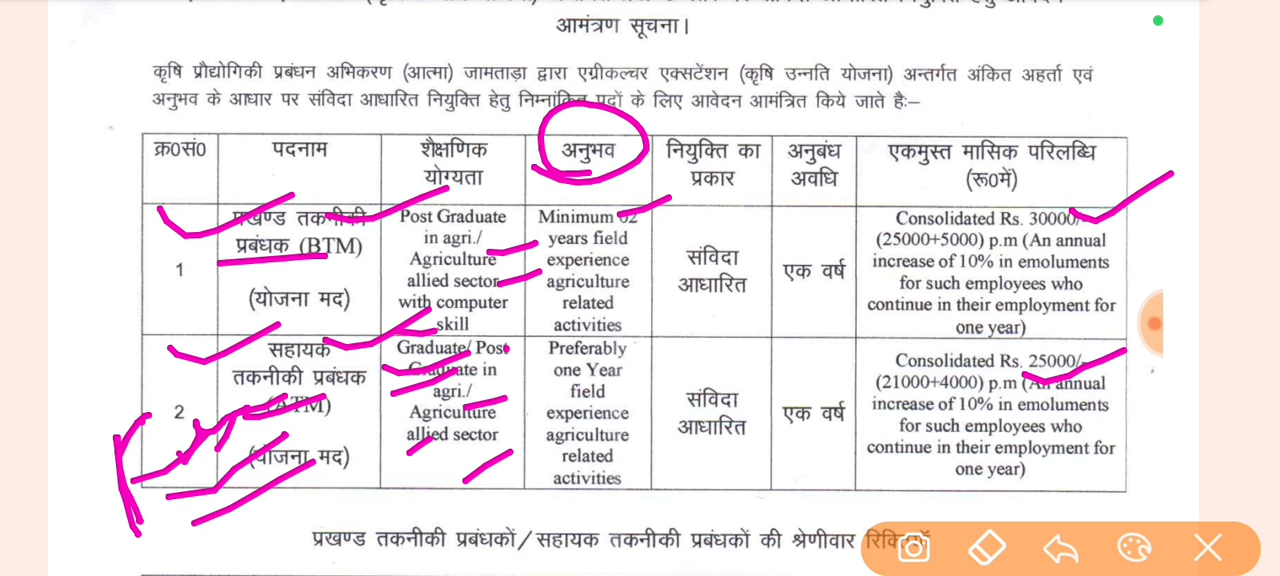 आमंत्रण सूचना।
कृषि प्रौद्योगिकी प्रबंधन अभिकरण (आत्मा) जामताड़ा द्वारा एग्रीकल्चर एक्सटेंशन (कृषि उन्नति योजना) अन्तर्गत अंकित अहर्ता एवं
अनुभव के आधार पर संविदा आधारित नियुक्ति हेतु निम्नांकित पदों के लिए आवेदन आमंत्रित किये जाते हैः–
क्र0सं0 पदनाम शैक्षणिक योग्यता अनुभव नियुक्ति का प्रकार अनुबंध अवधि एकमुस्त मासिक परिलब्धि (रू0में)
1
प्रखण्ड तकनीकी
प्रबंधक (BTM)
(योजना मद)
Post Graduate
in agri./
Agriculture
allied sector
with computer
skill
Minimum 02
years field
experience
agriculture
related
activities
संविदा
आधारित
एक वर्ष
Consolidated Rs. 30000/-
(25000+5000) p.m (An annual
increase of 10% in emoluments
for such employees who
continue in their employment for
one year)
2
सहायक
तकनीकी प्रबंधक
(ATM)
(योजना मद)
Graduate/ Post
Graduate in
agri./
Agriculture
allied sector
Preferably
one Year
field
experience
agriculture
related
activities
संविदा
आधारित
एक वर्ष
Consolidated Rs. 25000/-
(21000+4000) p.m (An annual
increase of 10% in emoluments
for such employees who
continue in their employment for
one year)
प्रखण्ड तकनीकी प्रबंधकों/सहायक तकनीकी प्रबंधकों की श्रेणीवार